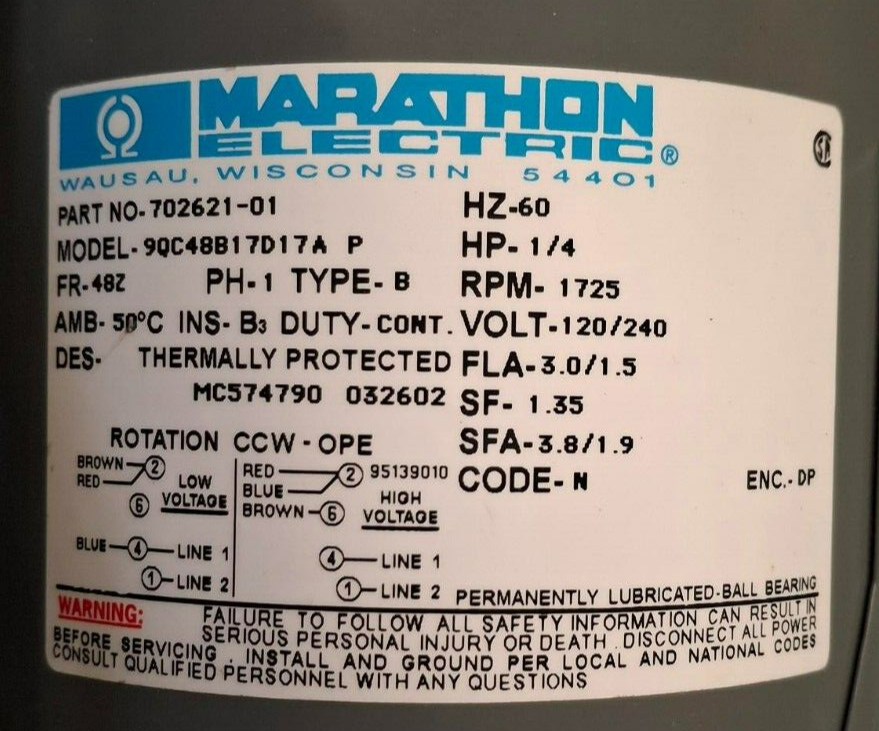 MARATHON
ELECTRIC®
WAUSAU, WISCONSIN 54401
PART NO- 702621-01
HZ-60
MODEL- 9QC48B17D17A P
HP- 1/4
FR-48Z PH-1 TYPE- B
RPM- 1725
AMB- 50°C INS- B3 DUTY-CONT.
VOLT-120/240
DES- THERMALLY PROTECTED
FLA-3.0/1.5
MC574790 032602
SF- 1.35
ROTATION CCW - OPE
SFA-3.8/1.9
CODE- N
ENC.- DP
BROWN 2
RED
LOW
VOLTAGE
6
BLUE 4 LINE 1
1 LINE 2
RED 2 95139010
BLUE
BROWN 6
HIGH
VOLTAGE
4 LINE 1
1 LINE 2
PERMANENTLY LUBRICATED-BALL BEARING
WARNING: FAILURE TO FOLLOW ALL SAFETY INFORMATION CAN RESULT IN
SERIOUS PERSONAL INJURY OR DEATH . DISCONNECT ALL POWER
BEFORE SERVICING . INSTALL AND GROUND PER LOCAL AND NATIONAL CODES
CONSULT QUALIFIED PERSONNEL WITH ANY QUESTIONS